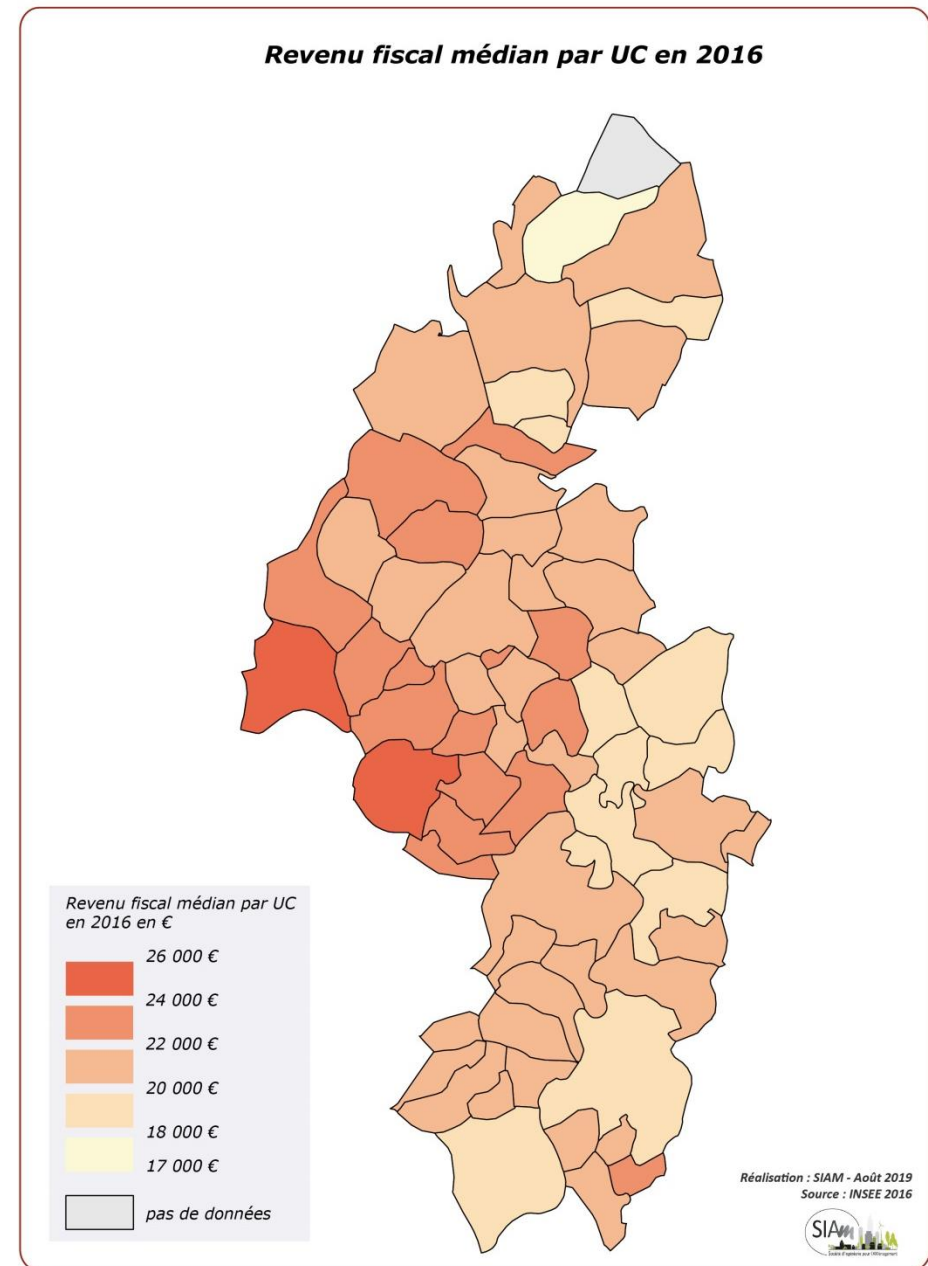 Revenu fiscal médian par UC en 2016
Revenu fiscal médian par UC
en 2016 en €
26 000 €
24 000 €
22 000 €
20 000 €
18 000 €
17 000 €
pas de données
Réalisation : SIAM - Août 2019
Source : INSEE 2016
SIAm